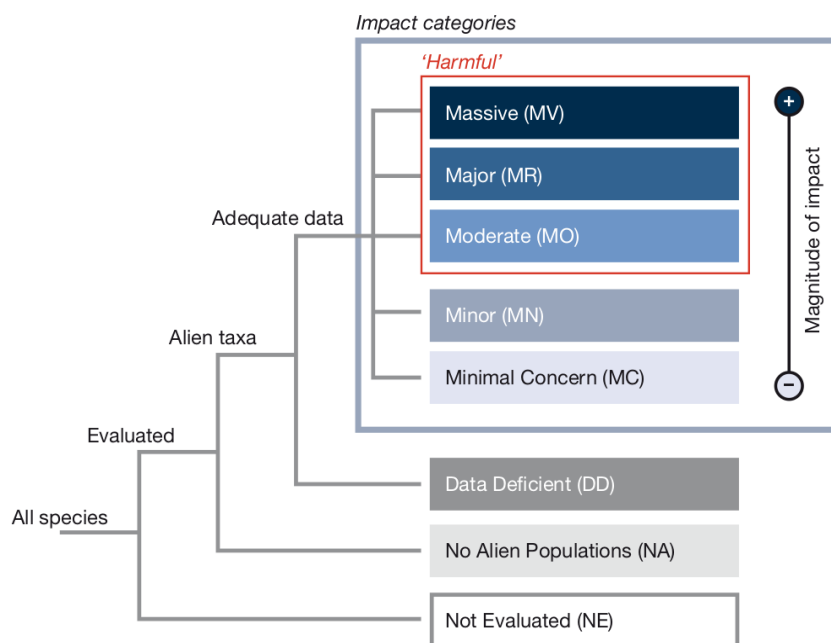 Impact categories
‘Harmful’
Massive (MV)
+
Major (MR)
Adequate data
Moderate (MO)
Magnitude of impact
Minor (MN)
Alien taxa
Minimal Concern (MC)
−
Evaluated
Data Deficient (DD)
All species
No Alien Populations (NA)
Not Evaluated (NE)